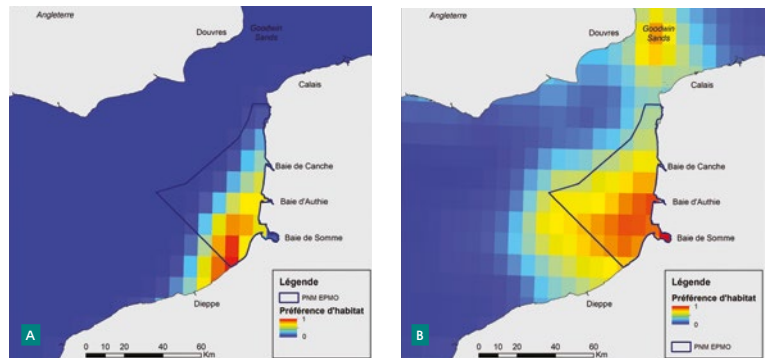 Angleterre
Douvres
Goodwin
Sands
Calais
Baie de Canche
Baie d'Authie
Baie de Somme
Dieppe
Légende
PNM EPMO
Préférence d'habitat
1
0
A
0 10 20 40 60
Km
Angleterre
Douvres
Goodwin
Sands
Calais
Baie de Canche
Baie d'Authie
Baie de Somme
Dieppe
Légende
Préférence d'habitat
1
0
PNM EPMO
B
0 10 20 40 60
Km